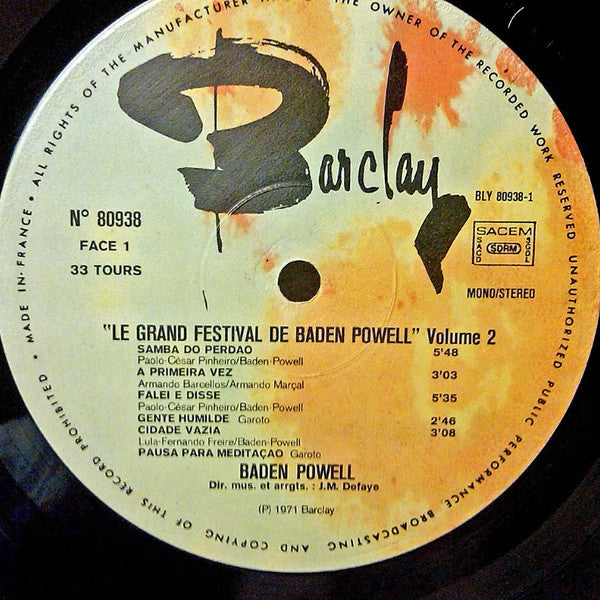 Barclay
ALL RIGHTS OF THE MANUFACTURER THE OWNER OF THE RECORDED WORK RESERVED UNAUTHORIZED PUBLIC PERFORMANCE BROADCASTING AND COPYING OF THIS RECORD PROHIBITED • MADE IN FRANCE •
N° 80938
FACE 1
33 TOURS
BLY 80938-1
SACEM
SACD SDRM SGDL
MONO/STEREO
"LE GRAND FESTIVAL DE BADEN POWELL" Volume 2
SAMBA DO PERDAO 5'48
Paolo-César Pinheiro/Baden-Powell
A PRIMEIRA VEZ 3'03
Armando Barcellos/Armando Marçal
FALEI E DISSE 5'35
Paolo-César Pinheiro/Baden-Powell
GENTE HUMILDE Garoto 2'46
CIDADE VAZIA 3'08
Lula-Fernando Freire/Baden-Powell
PAUSA PARA MEDITAÇAO Garoto
BADEN POWELL
Dir. mus. et arrgts. : J.M. Defaye
(P) 1971 Barclay